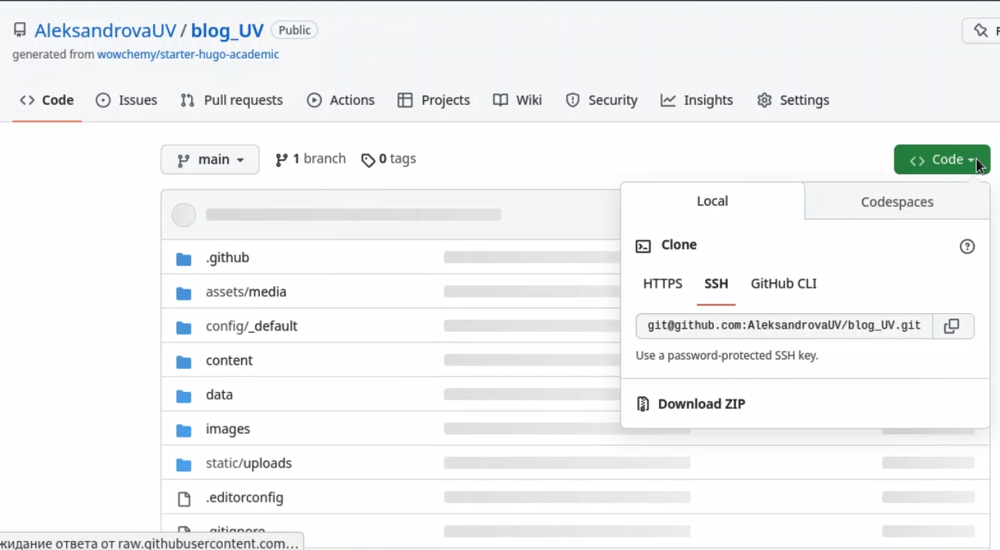 AleksandrovaUV / blog_UV Public
generated from wowchemy/starter-hugo-academic
Code Issues Pull requests Actions Projects Wiki Security Insights Settings
main 1 branch 0 tags Code
Local Codespaces
Clone
HTTPS SSH GitHub CLI
git@github.com:AleksandrovaUV/blog_UV.git
Use a password-protected SSH key.
Download ZIP
.github
assets/media
config/_default
content
data
images
static/uploads
.editorconfig
.gitignore
ответа от raw.githubusercontent.com...